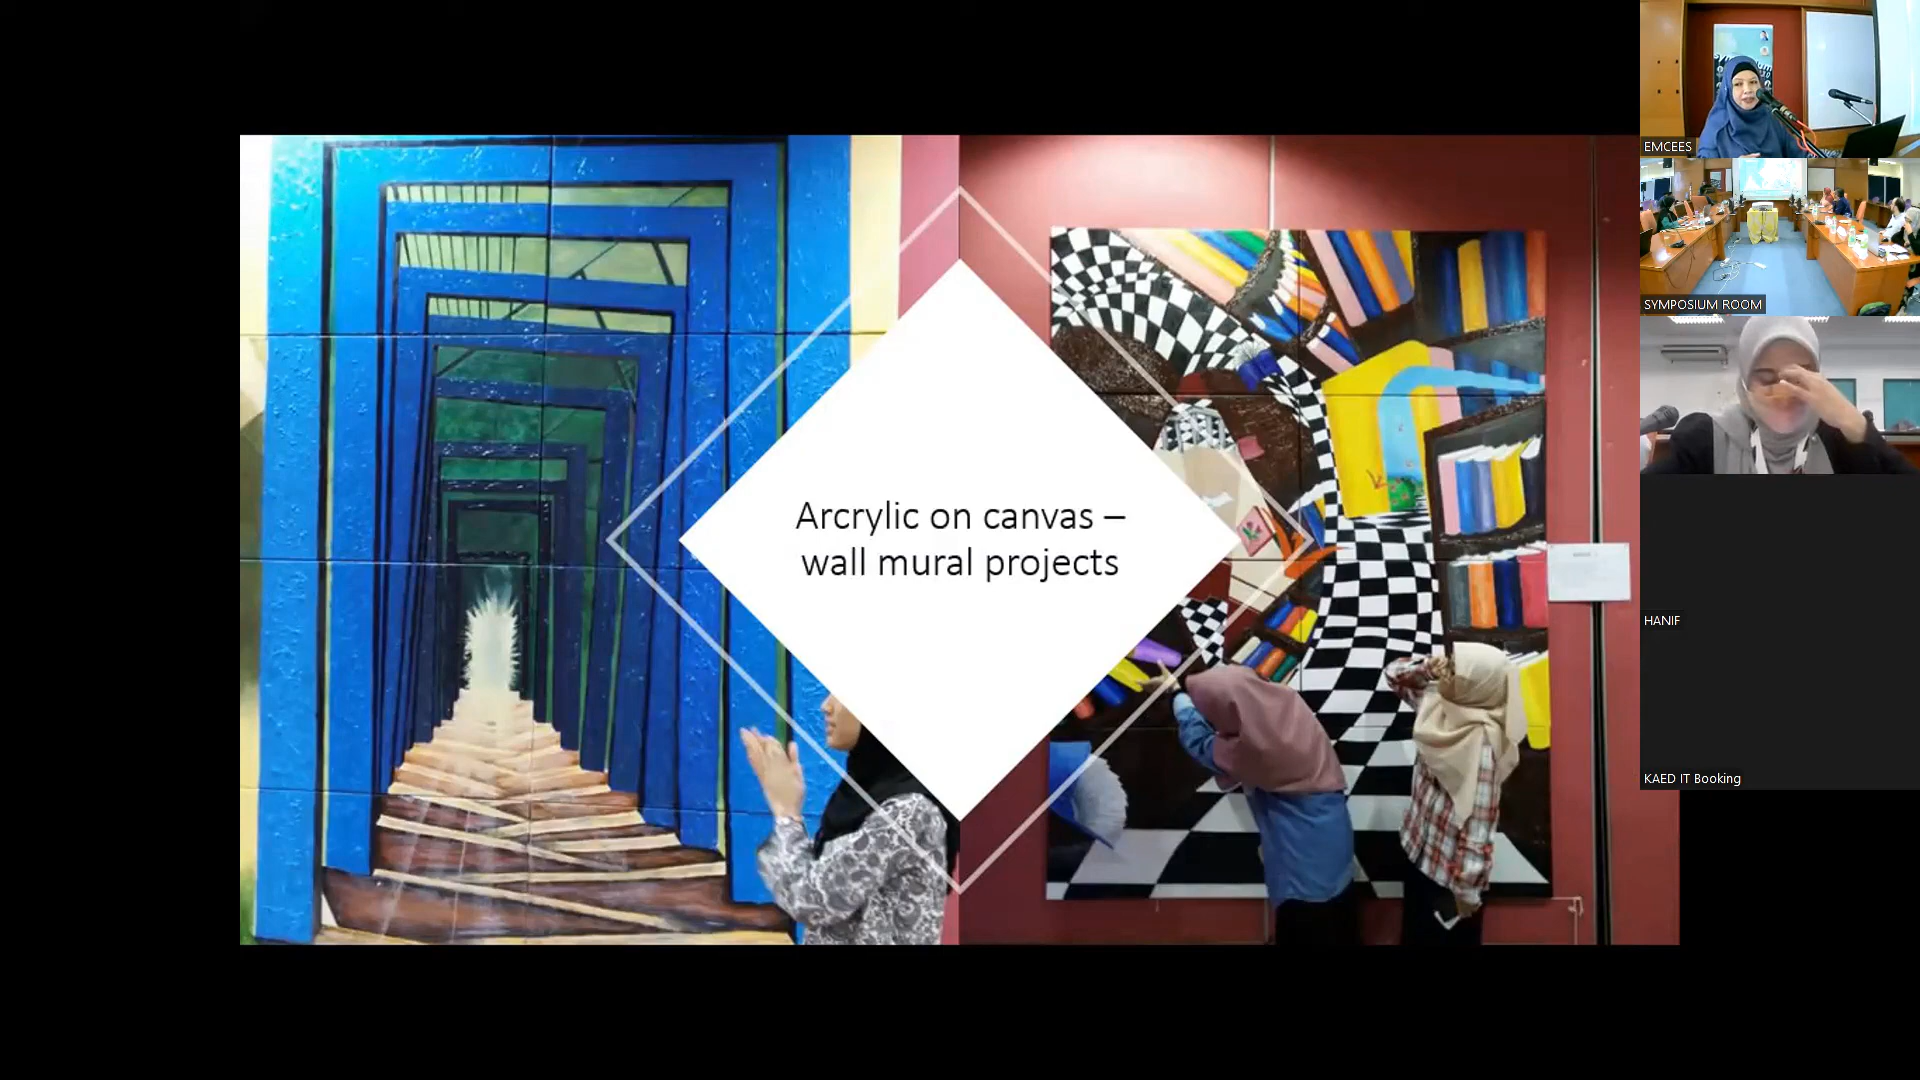 Arcrylic on canvas –
wall mural projects
EMCEES
SYMPOSIUM ROOM
HANIF
KAED IT Booking